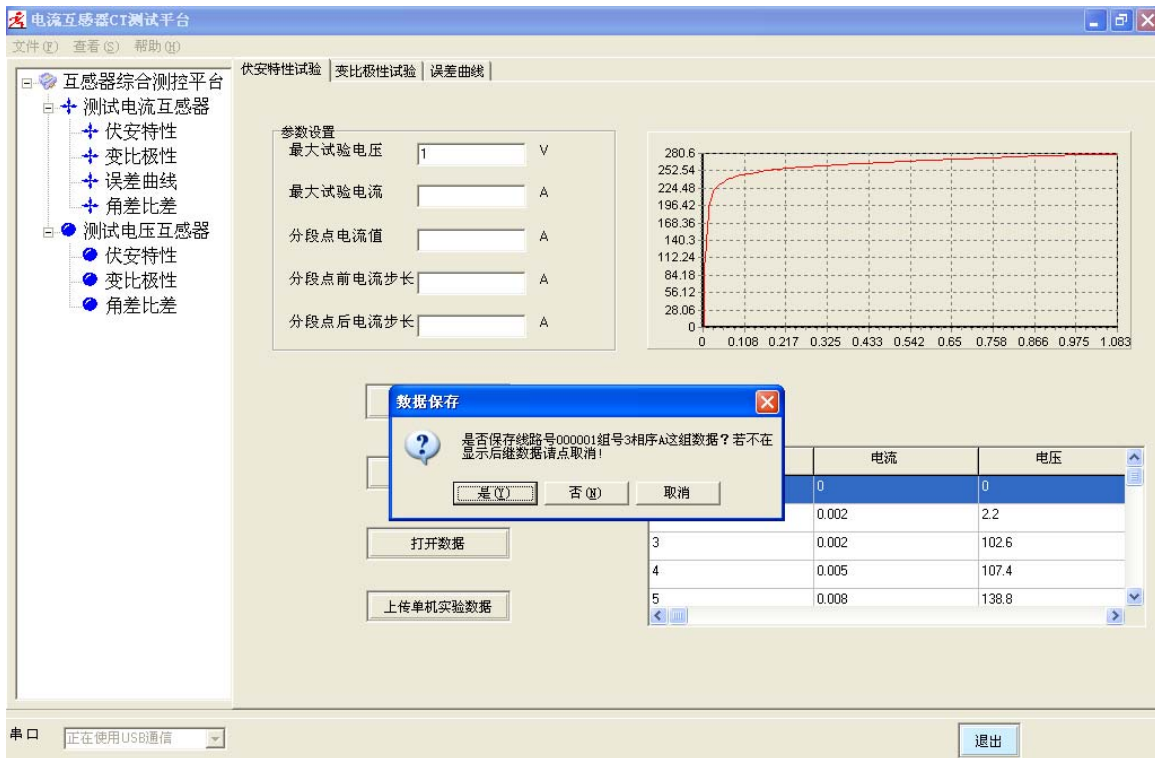 电流互感器CT测试平台
文件(F) 查看(S) 帮助(H)
互感器综合测控平台
测试电流互感器
伏安特性
变比极性
误差曲线
角差比差
测试电压互感器
伏安特性
变比极性
角差比差
伏安特性试验 变比极性试验 误差曲线
参数设置
最大试验电压 1 V
最大试验电流 A
分段点电流值 A
分段点前电流步长 A
分段点后电流步长 A
280.6
252.54
224.48
196.42
168.36
140.3
112.24
84.18
56.12
28.06
0
0 0.108 0.217 0.325 0.433 0.542 0.65 0.758 0.866 0.975 1.083
数据保存
是否保存线路号000001组号3相序A这组数据?若不在
显示后继数据请点取消!
是(Y) 否(N) 取消
打开数据
上传单机实验数据
电流 电压
0 0
0.002 2.2
3 0.002 102.6
4 0.005 107.4
5 0.008 138.8
串口 正在使用USB通信
退出